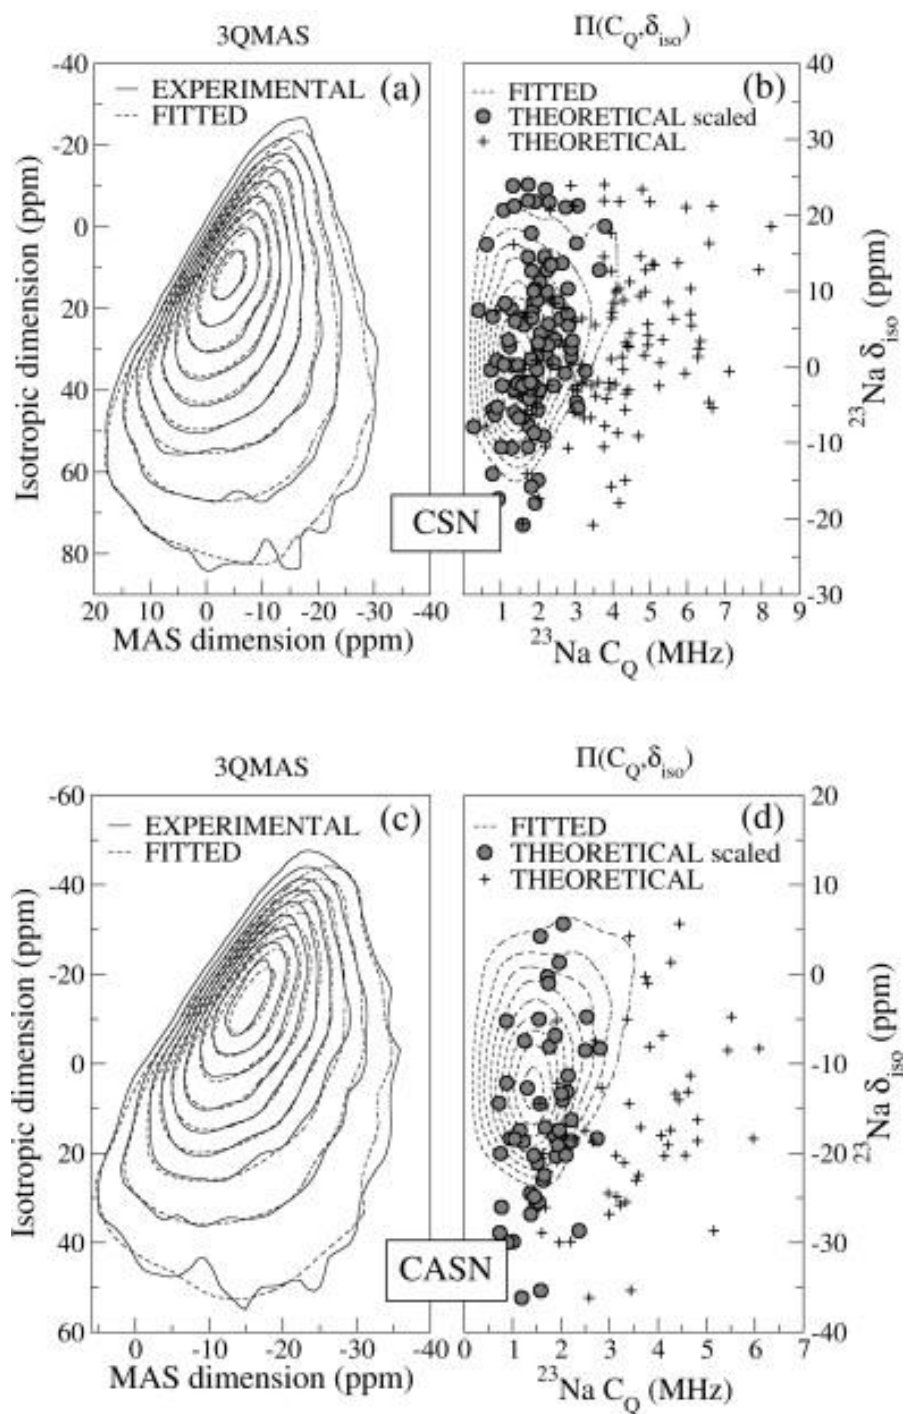 3QMAS
Π(C_Q,δ_iso)
-40
-20
0
20
40
60
80
EXPERIMENTAL (a)
FITTED
Isotropic dimension (ppm)
20 10 0 -10 -20 -30 -40
MAS dimension (ppm)
FITTED (b)
THEORETICAL scaled
THEORETICAL
40
30
20
10
0
-10
-20
-30
²³Na δ_iso (ppm)
CSN
1 2 3 4 5 6 7 8 9
²³Na C_Q (MHz)
3QMAS
Π(C_Q,δ_iso)
-60
-40
-20
0
20
40
60
EXPERIMENTAL (c)
FITTED
Isotropic dimension (ppm)
0 -10 -20 -30 -40
MAS dimension (ppm)
FITTED (d)
THEORETICAL scaled
THEORETICAL
20
10
0
-10
-20
-30
-40
²³Na δ_iso (ppm)
CASN
0 1 2 3 4 5 6 7
²³Na C_Q (MHz)